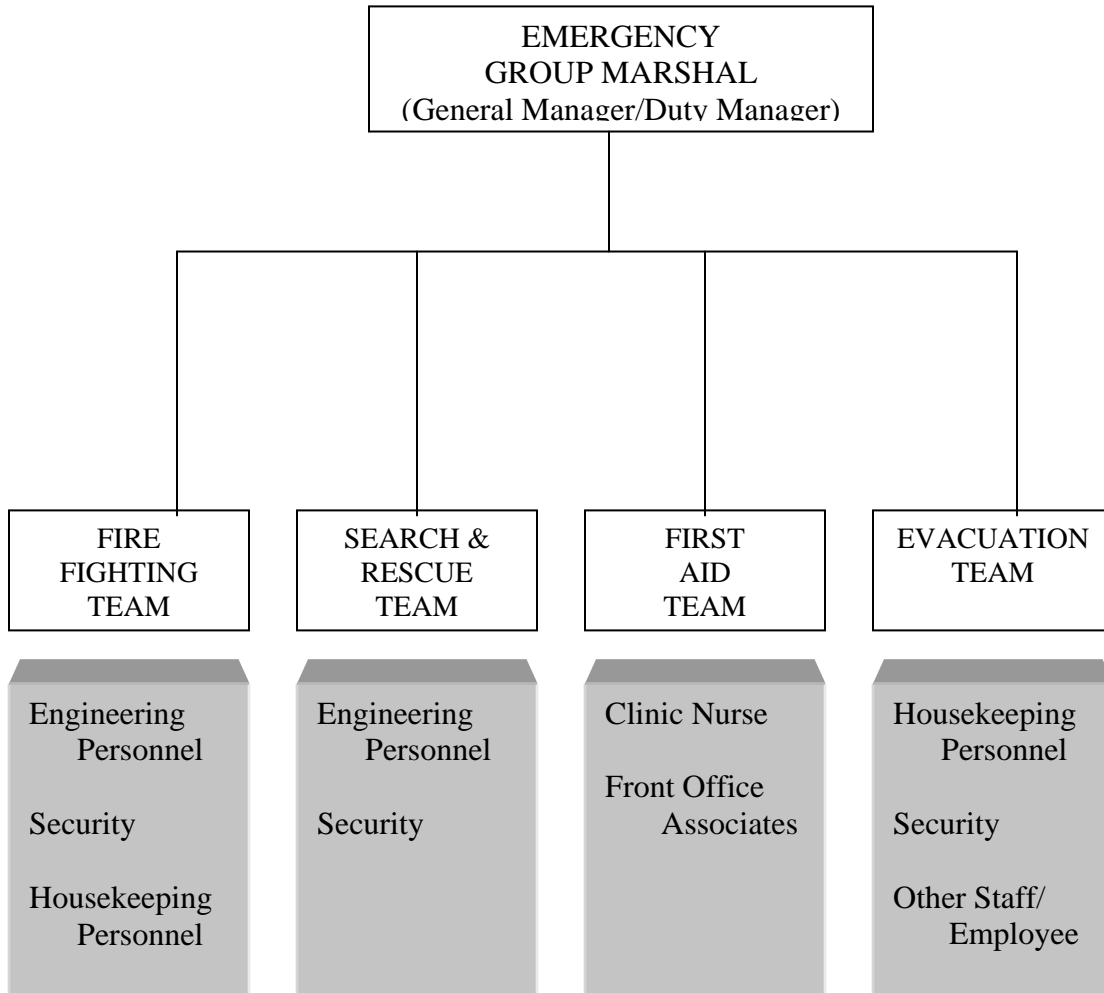 EMERGENCY
GROUP MARSHAL
(General Manager/Duty Manager)
FIRE
FIGHTING
TEAM
SEARCH &
RESCUE
TEAM
FIRST
AID
TEAM
EVACUATION
TEAM
Engineering
Personnel
Security
Housekeeping
Personnel
Engineering
Personnel
Security
Clinic Nurse
Front Office
Associates
Housekeeping
Personnel
Security
Other Staff/
Employee